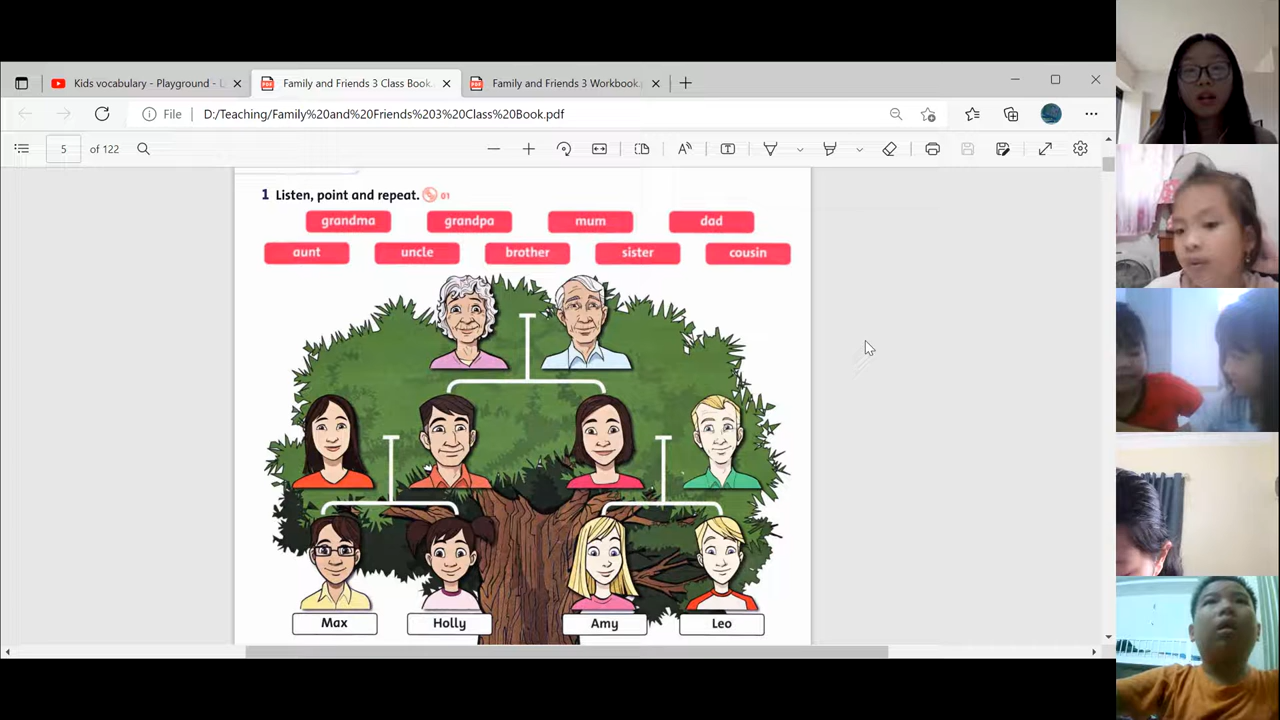 Kids vocabulary - Playground -
Family and Friends 3 Class Book.
Family and Friends 3 Workbook.
File
D:/Teaching/Family%20and%20Friends%203%20Class%20Book.pdf
5 of 122
1 Listen, point and repeat. 01
grandma grandpa mum dad
aunt uncle brother sister cousin
Max Holly Amy Leo